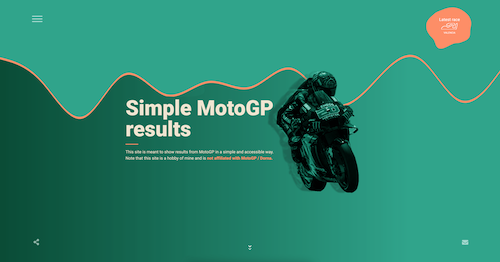 Latest race
Simple MotoGP
results
This site is meant to show results from MotoGP in a simple and accessible way.
Note that this site is a hobby of mine and is not affiliated with MotoGP / Dorna.